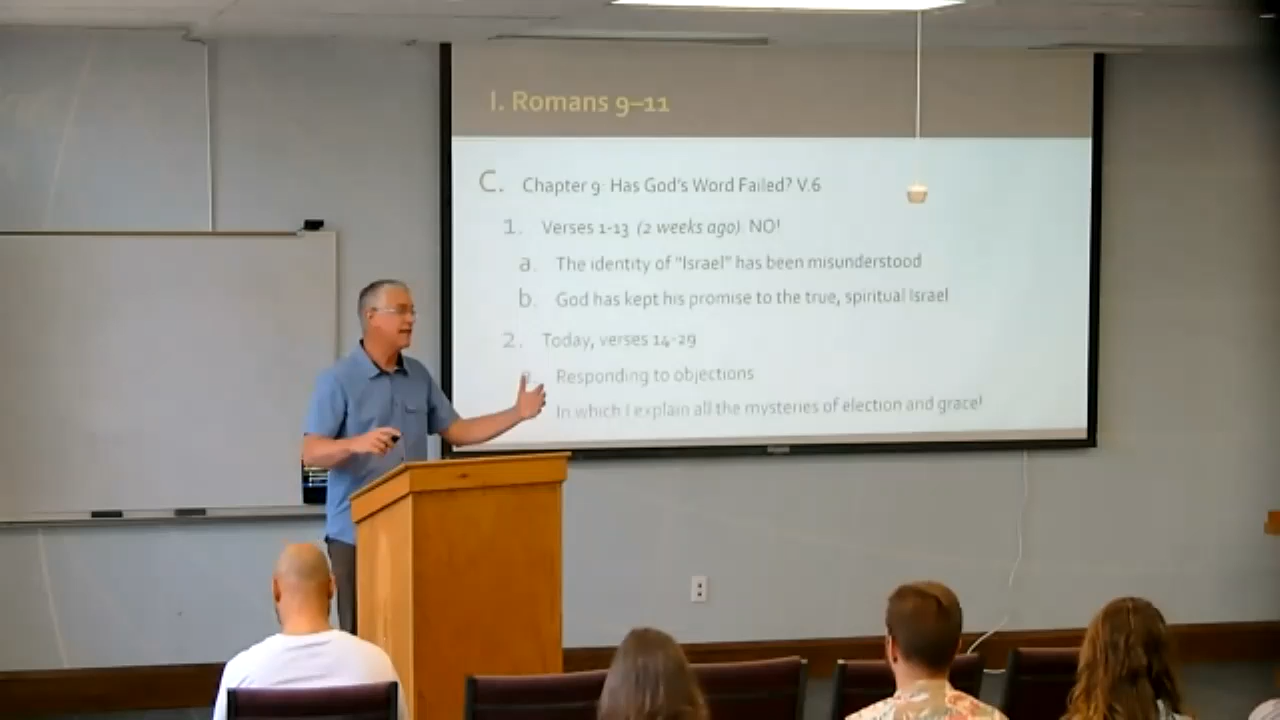 I. Romans 9–11
C. Chapter 9: Has God's Word Failed? V.6
1. Verses 1-13 (2 weeks ago) NO!
a. The identity of "Israel" has been misunderstood
b. God has kept his promise to the true, spiritual Israel
2. Today, verses 14-29
a. Responding to objections
In which I explain all the mysteries of election and grace!